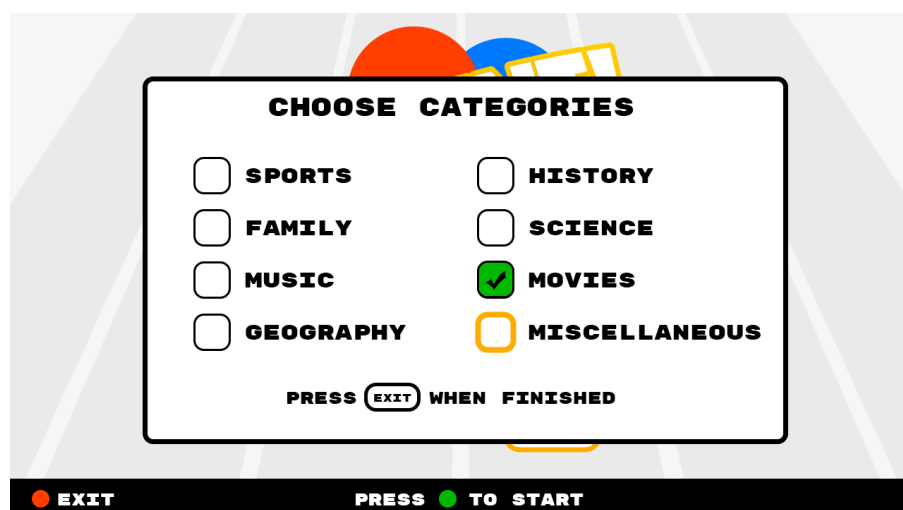 CHOOSE CATEGORIES
SPORTS
HISTORY
FAMILY
SCIENCE
MUSIC
MOVIES
GEOGRAPHY
MISCELLANEOUS
PRESS EXIT WHEN FINISHED
EXIT
PRESS TO START